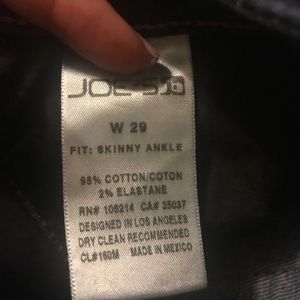 JOE'S
W 29
FIT: SKINNY ANKLE
98% COTTON/COTON
2% ELASTANE
RN# 106214 CA# 35037
DESIGNED IN LOS ANGELES
DRY CLEAN RECOMMENDED
CL#160M MADE IN MEXICO